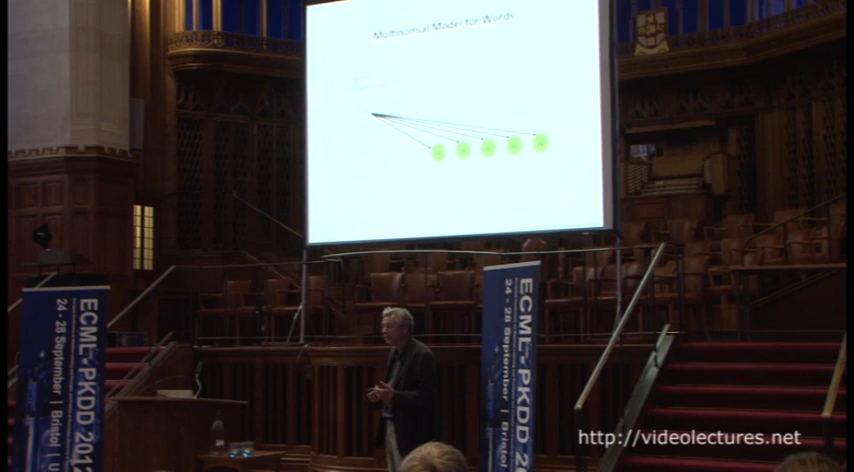 Multinomial Model for Words
ECML - PKDD 2012
24 - 28 September | Bristol | U
ECML - PKDD 20
24 - 28 September | Bristol
http://videolectures.net